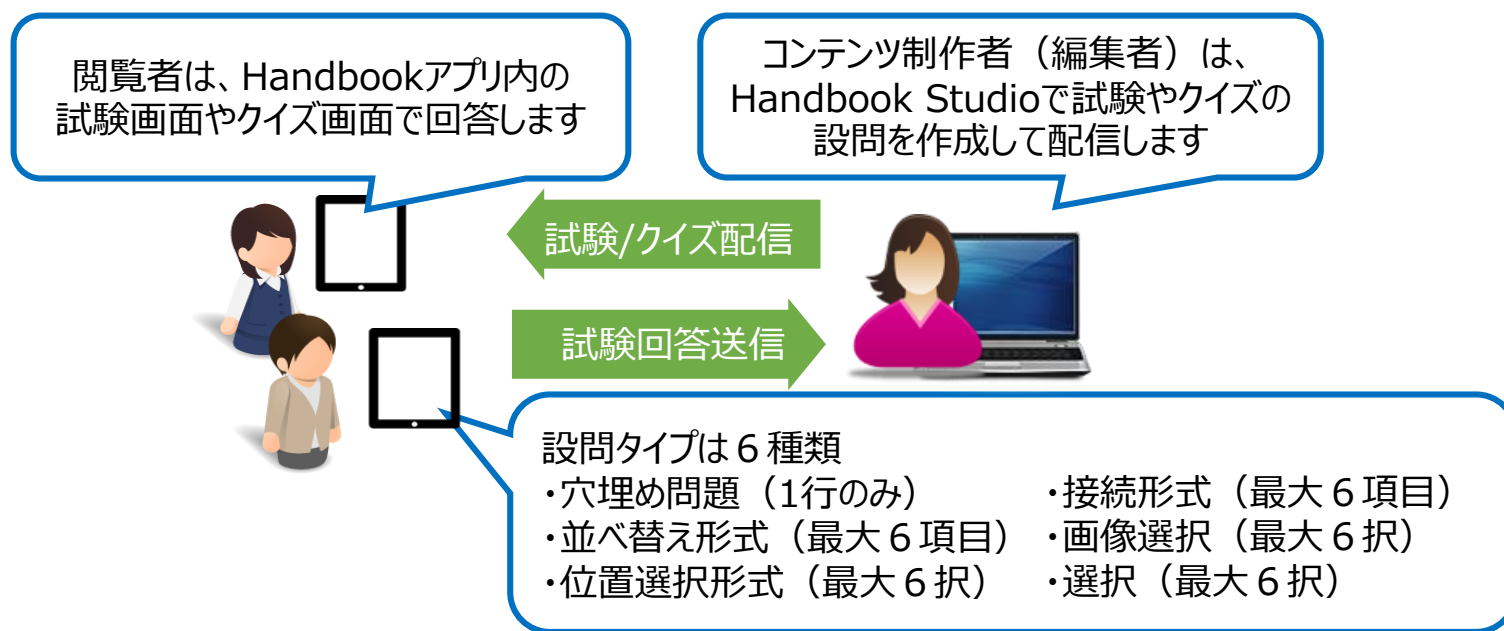 閲覧者は、Handbookアプリ内の
試験画面やクイズ画面で回答します
コンテンツ制作者（編集者）は、
Handbook Studioで試験やクイズの
設問を作成して配信します
試験/クイズ配信
試験回答送信
設問タイプは６種類
・穴埋め問題（1行のみ）
・並べ替え形式（最大６項目）
・位置選択形式（最大６択）
・接続形式（最大６項目）
・画像選択（最大６択）
・選択（最大６択）